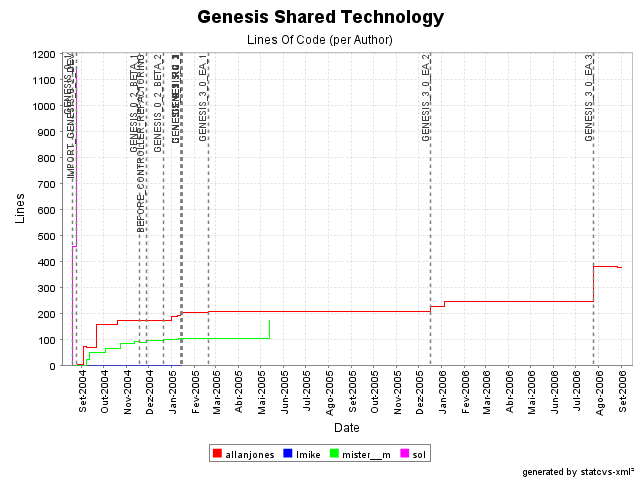 Genesis Shared Technology
Lines Of Code (per Author)
1200
1100
1000
900
800
700
600
500
400
300
200
100
0
Lines
GENESIS_0_2_BETA_1
BEFORE_CONTROLLER_REFACTORING
GENESIS_0_2_BETA_2
GENESIS_3_0_EA_1
GENESIS_3_0_EA_2
GENESIS_3_0_EA_3
Set-2004
Out-2004
Nov-2004
Dez-2004
Jan-2005
Fev-2005
Mar-2005
Abr-2005
Mai-2005
Jun-2005
Jul-2005
Ago-2005
Set-2005
Out-2005
Nov-2005
Dez-2005
Jan-2006
Fev-2006
Mar-2006
Abr-2006
Mai-2006
Jun-2006
Jul-2006
Ago-2006
Set-2006
Date
allanjones lmike mister__m sol
generated by statcvs-xml²